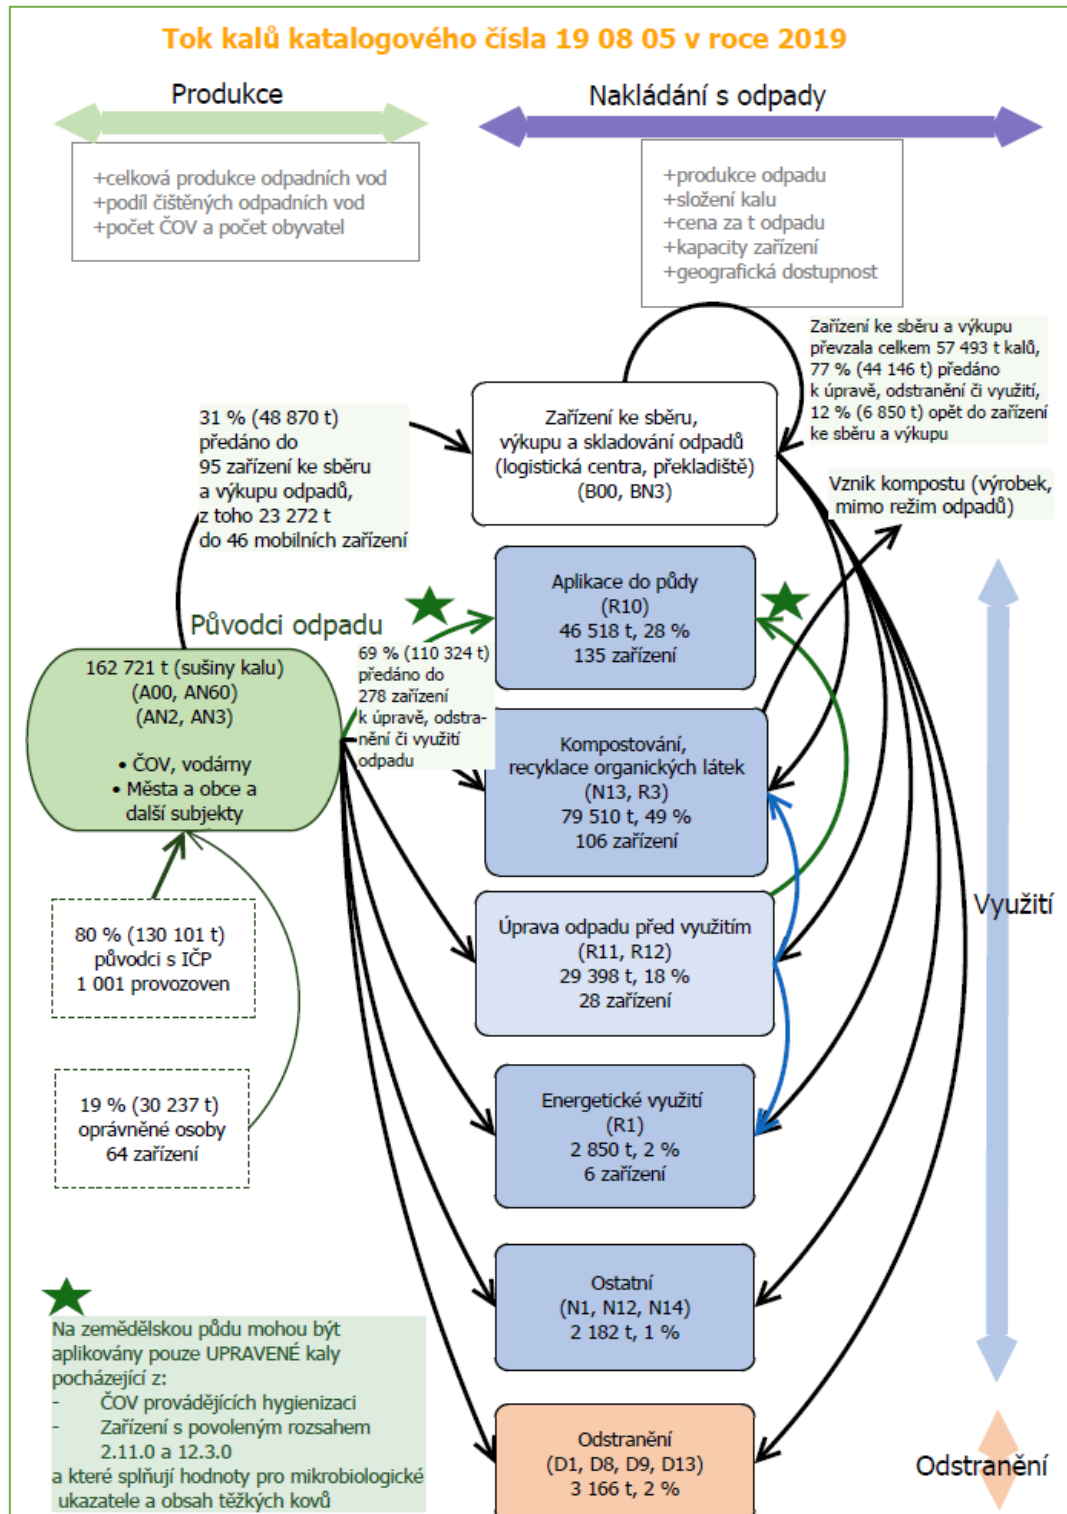 Tok kalů katalogového čísla 19 08 05 v roce 2019
Produkce
Nakládání s odpady
+celková produkce odpadních vod
+podíl čištěných odpadních vod
+počet ČOV a počet obyvatel
+produkce odpadu
+složení kalu
+cena za t odpadu
+kapacity zařízení
+geografická dostupnost
Zařízení ke sběru a výkupu
převzala celkem 57 493 t kalů,
77 % (44 146 t) předáno
k úpravě, odstranění či využití,
12 % (6 850 t) opět do zařízení
ke sběru a výkupu
31 % (48 870 t)
předáno do
95 zařízení ke sběru
a výkupu odpadů,
z toho 23 272 t
do 46 mobilních zařízení
Zařízení ke sběru,
výkupu a skladování odpadů
(logistická centra, překladiště)
(B00, BN3)
Vznik kompostu (výrobek,
mimo režim odpadů)
Aplikace do půdy
(R10)
46 518 t, 28 %
135 zařízení
Původci odpadu
162 721 t (sušiny kalu)
(A00, AN60)
(AN2, AN3)
• ČOV, vodárny
• Města a obce a
další subjekty
69 % (110 324 t)
předáno do
278 zařízení
k úpravě, odstra-
nění či využití
odpadu
Kompostování,
recyklace organických látek
(N13, R3)
79 510 t, 49 %
106 zařízení
Využití
80 % (130 101 t)
původci s IČP
1 001 provozoven
Úprava odpadu před využitím
(R11, R12)
29 398 t, 18 %
28 zařízení
19 % (30 237 t)
oprávněné osoby
64 zařízení
Energetické využití
(R1)
2 850 t, 2 %
6 zařízení
Ostatní
(N1, N12, N14)
2 182 t, 1 %
Na zemědělskou půdu mohou být
aplikovány pouze UPRAVENÉ kaly
pocházející z:
- ČOV provádějících hygienizaci
- Zařízení s povoleným rozsahem
2.11.0 a 12.3.0
a které splňují hodnoty pro mikrobiologické
ukazatele a obsah těžkých kovů
Odstranění
(D1, D8, D9, D13)
3 166 t, 2 %
Odstranění